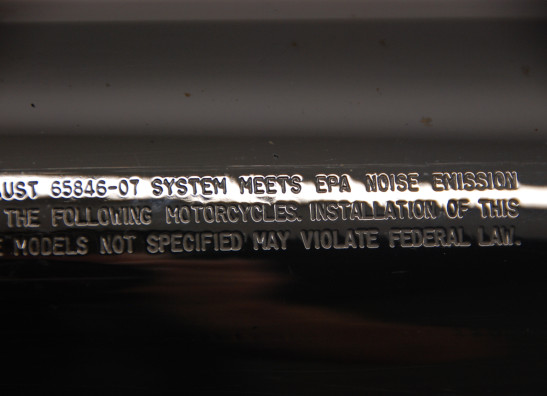 UST 65846-07 SYSTEM MEETS EPA NOISE EMISSION
THE FOLLOWING MOTORCYCLES. INSTALLATION OF THIS
E MODELS NOT SPECIFIED MAY VIOLATE FEDERAL LAW.